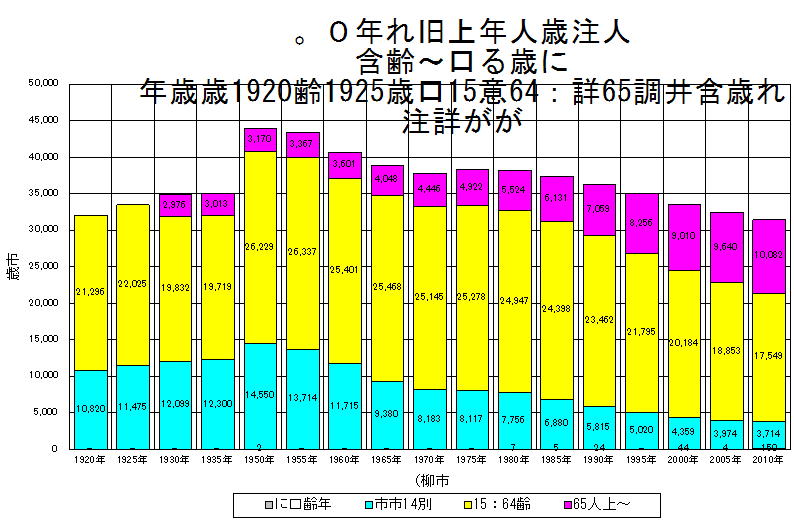 。０年れ旧上年人歳注人
含齢～口る歳に
年歳歳1920齢1925歳口15意64：詳65調井含歳れ
注詳がが
50,000
45,000
40,000
35,000
30,000
25,000
20,000
15,000
10,000
5,000
0
歳市
3,170 3,357 3,501 4,048 4,446 4,922 5,524 6,131 7,059 8,256 9,010 9,640 10,082
2,976 3,013
21,296 22,025 19,832 19,719 26,229 26,337 25,401 25,468 25,145 25,278 24,947 24,398 23,462 21,795 20,184 18,853 17,549
10,820 11,475 12,099 12,300 14,550 13,714 11,715 9,380 8,183 8,117 7,756 6,880 5,815 5,020 4,359 3,974 3,714
2 7 5 24 44 4 150
1920年 1925年 1930年 1935年 1950年 1955年 1960年 1965年 1970年 1975年 1980年 1985年 1990年 1995年 2000年 2005年 2010年
（柳市
に口齢年 市市14別 15：64齢 65人上～